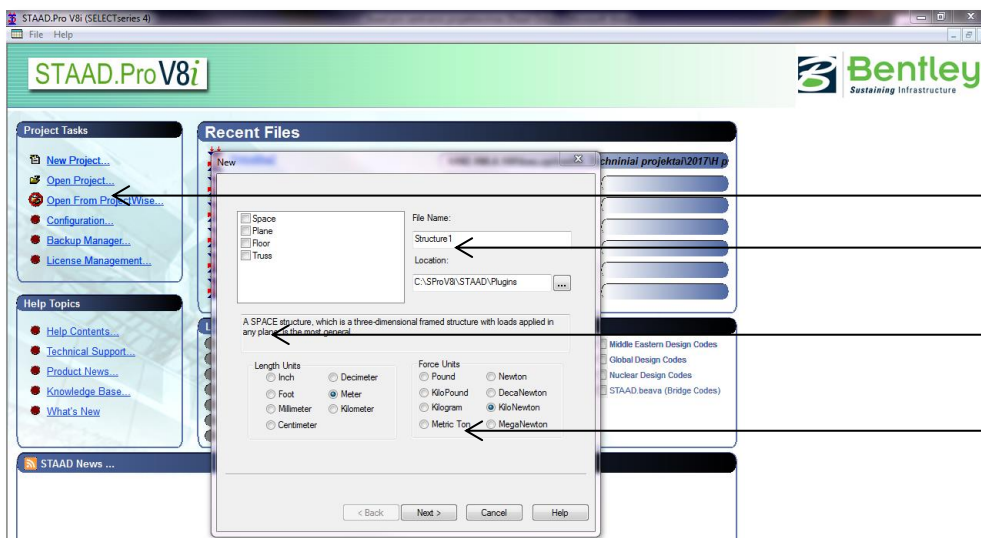 STAAD.Pro V8i (SELECTseries 4)
File Help
STAAD.Pro V8i
Bentley
Sustaining Infrastructure
Project Tasks
New Project...
Open Project...
Open From ProjectWise...
Configuration...
Backup Manager...
License Management...
Help Topics
Help Contents...
Technical Support...
Product News...
Knowledge Base...
What's New
STAAD News ...
Recent Files
chniniai projektai\2017\H p
New
Space
Plane
Floor
Truss
File Name:
Structure1
Location:
C:\SProV8i\STAAD\Plugins
...
A SPACE structure, which is a three-dimensional framed structure with loads applied in
any plane, is the most general.
Length Units
Inch Decimeter
Foot Meter
Millimeter Kilometer
Centimeter
Force Units
Pound Newton
KiloPound DecaNewton
Kilogram KiloNewton
Metric Ton MegaNewton
< Back Next > Cancel Help
Middle Eastern Design Codes
Global Design Codes
Nuclear Design Codes
STAAD.beava (Bridge Codes)